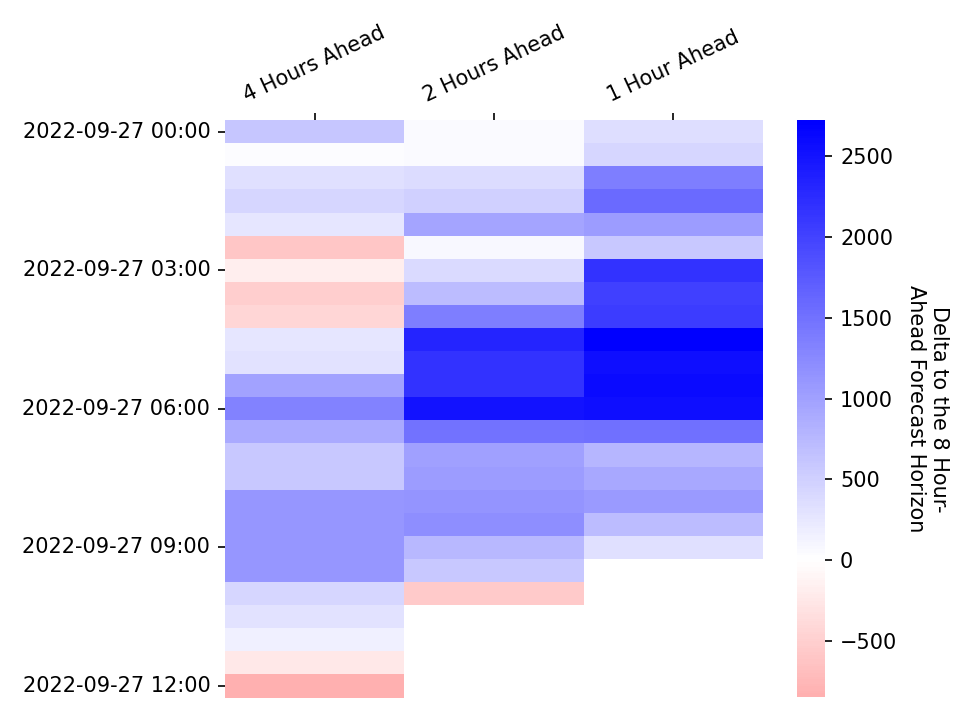 4 Hours Ahead
2 Hours Ahead
1 Hour Ahead
2022-09-27 00:00
2022-09-27 03:00
2022-09-27 06:00
2022-09-27 09:00
2022-09-27 12:00
2500
2000
1500
1000
500
0
−500
Delta to the 8 Hour-
Ahead Forecast Horizon